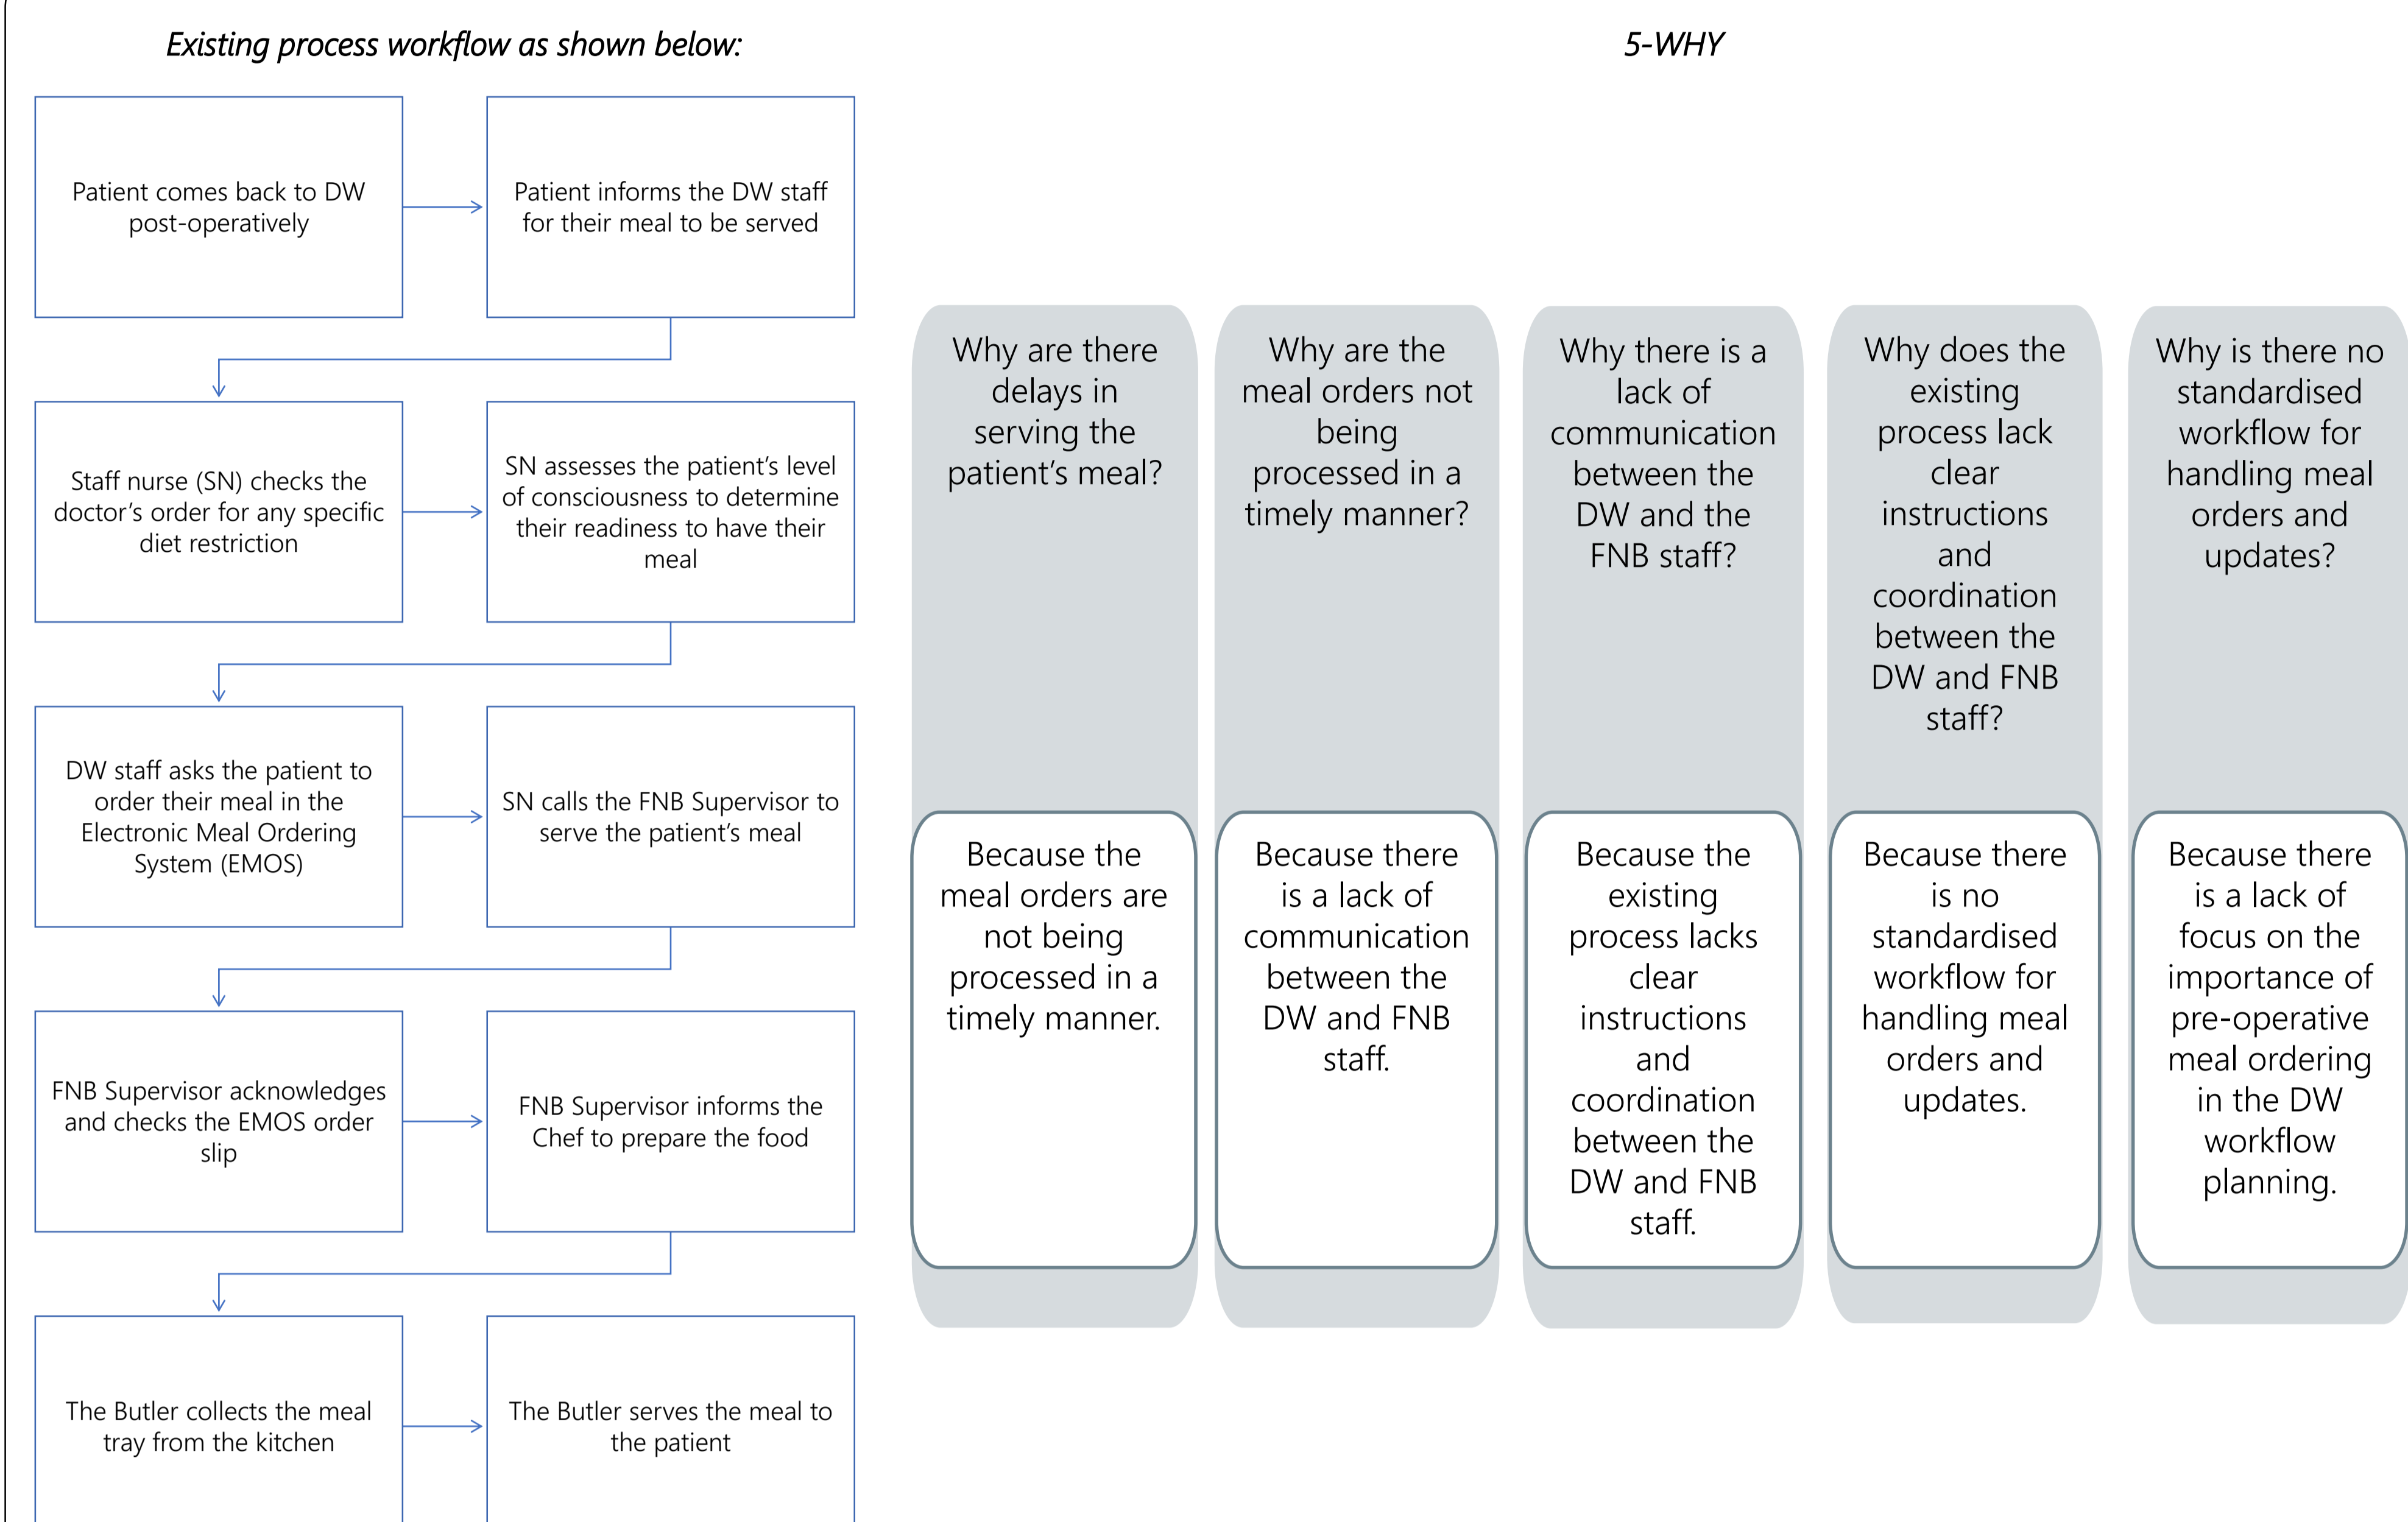 Existing process workflow as shown below:
Patient comes back to DW
post-operatively
Patient informs the DW staff
for their meal to be served
Staff nurse (SN) checks the
doctor's order for any specific
diet restriction
SN assesses the patient's level
of consciousness to determine
their readiness to have their
meal
DW staff asks the patient to
order their meal in the
Electronic Meal Ordering
System (EMOS)
SN calls the FNB Supervisor to
serve the patient's meal
FNB Supervisor acknowledges
and checks the EMOS order
slip
FNB Supervisor informs the
Chef to prepare the food
The Butler collects the meal
tray from the kitchen
The Butler serves the meal to
the patient
5-WHY
Why are there
delays in
serving the
patient's meal?
Because the
meal orders are
not being
processed in a
timely manner.
Why are the
meal orders not
being
processed in a
timely manner?
Because there
is a lack of
communication
between the
DW and FNB
staff.
Why there is a
lack of
communication
between the
DW and the
FNB staff?
Because the
existing
process lacks
clear
instructions
and
coordination
between the
DW and FNB
staff.
Why does the
existing
process lack
clear
instructions
and
coordination
between the
DW and FNB
staff?
Because there
is no
standardised
workflow for
handling meal
orders and
updates.
Why is there no
standardised
workflow for
handling meal
orders and
updates?
Because there
is a lack of
focus on the
importance of
pre-operative
meal ordering
in the DW
workflow
planning.